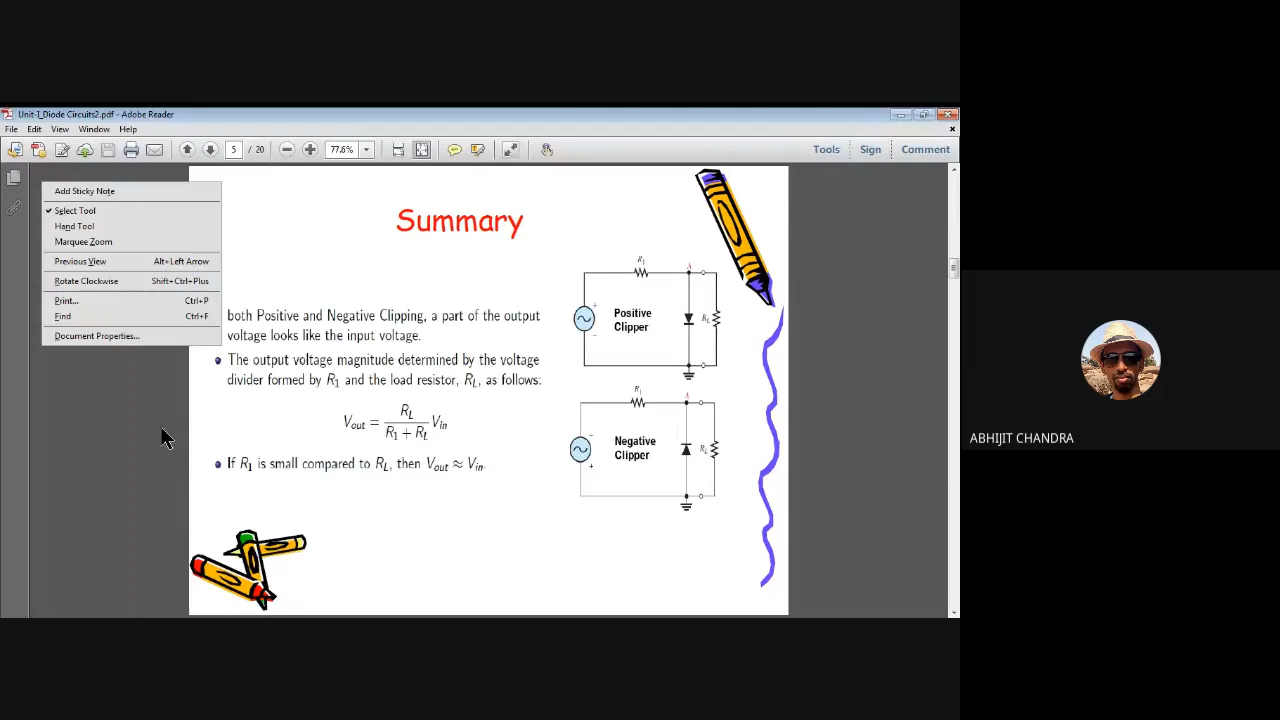 Unit-I_Diode Circuits2.pdf - Adobe Reader
File Edit View Window Help
5 / 20 77.6% Tools Sign Comment
Add Sticky Note
Select Tool
Hand Tool
Marquee Zoom
Previous View Alt+Left Arrow
Rotate Clockwise Shift+Ctrl+Plus
Print... Ctrl+P
Find Ctrl+F
Document Properties...
Summary
both Positive and Negative Clipping, a part of the output
voltage looks like the input voltage.
The output voltage magnitude determined by the voltage
divider formed by R1 and the load resistor, RL, as follows:
Vout = RL / (R1 + RL) Vin
If R1 is small compared to RL, then Vout ≈ Vin.
R1 A
+
Positive
Clipper
RL
−
R1 A
−
Negative
Clipper
RL
+
ABHIJIT CHANDRA